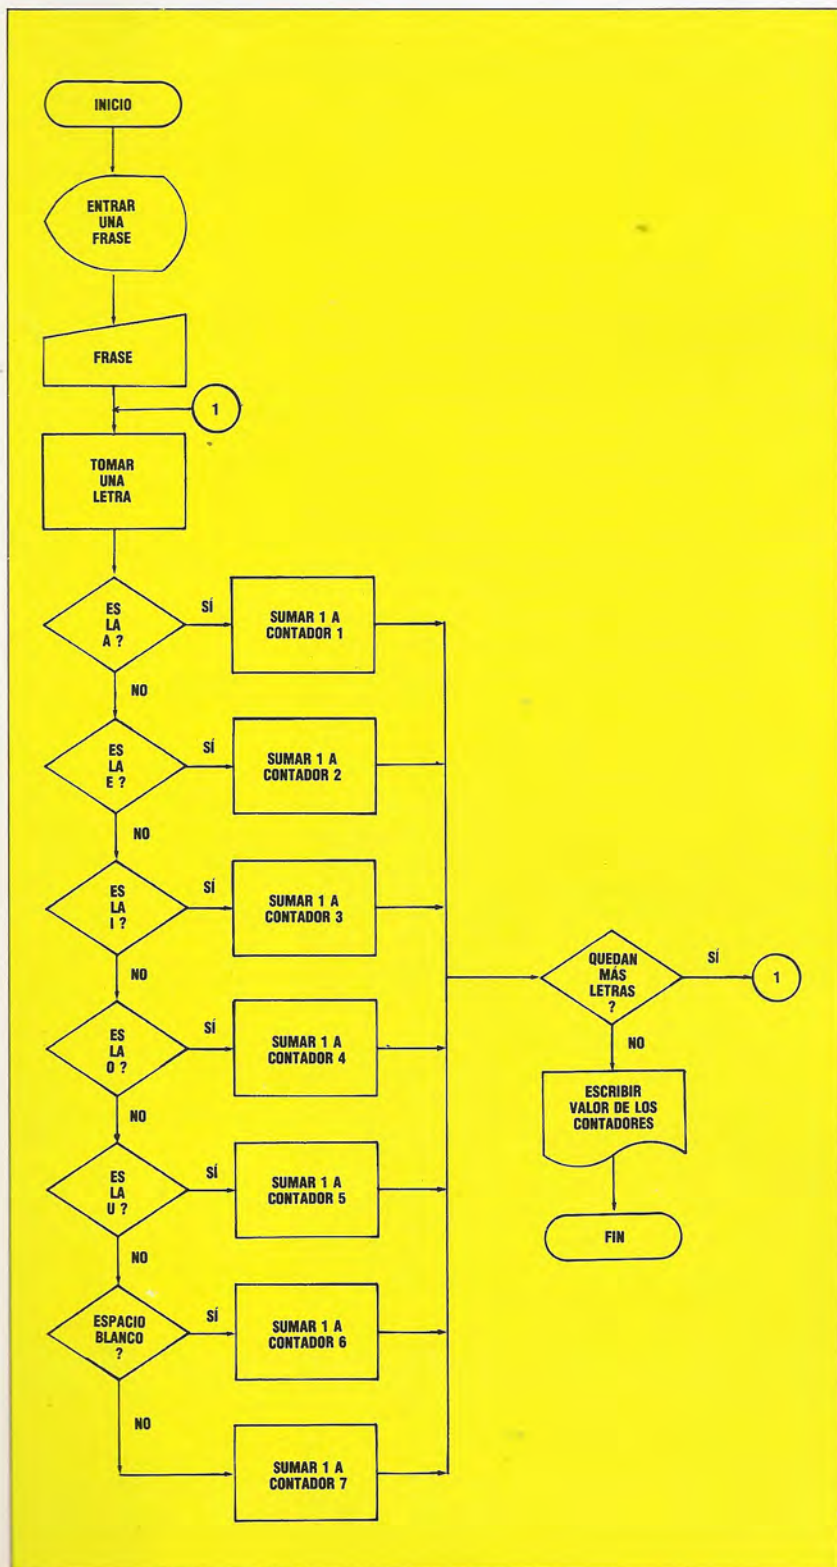 INICIO
ENTRAR
UNA
FRASE
FRASE
1
TOMAR
UNA
LETRA
ES
LA
A ?
SÍ
SUMAR 1 A
CONTADOR 1
NO
ES
LA
E ?
SÍ
SUMAR 1 A
CONTADOR 2
NO
ES
LA
I ?
SÍ
SUMAR 1 A
CONTADOR 3
NO
ES
LA
O ?
SÍ
SUMAR 1 A
CONTADOR 4
NO
ES
LA
U ?
SÍ
SUMAR 1 A
CONTADOR 5
NO
ESPACIO
BLANCO
?
SÍ
SUMAR 1 A
CONTADOR 6
NO
SUMAR 1 A
CONTADOR 7
QUEDAN
MÁS
LETRAS
?
SÍ
1
NO
ESCRIBIR
VALOR DE LOS
CONTADORES
FIN